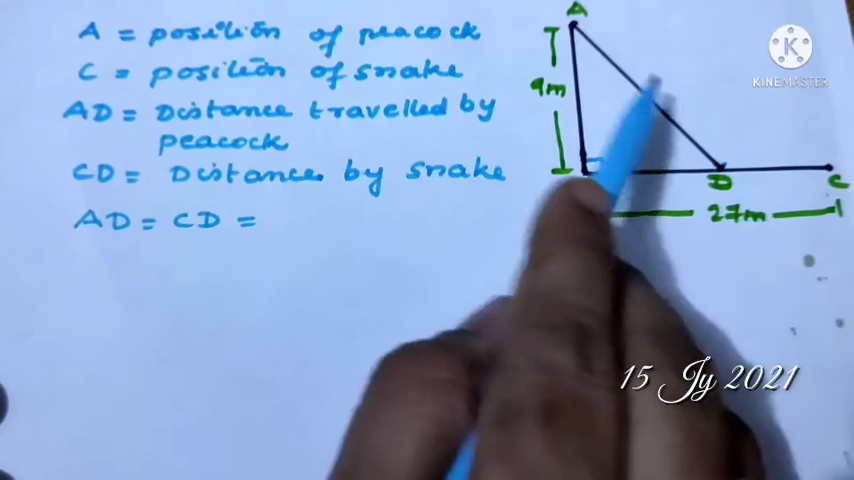 A = position of peacock
C = position of snake
AD = Distance travelled by
peacock
CD = Distance by snake
AD = CD =
A
9m
D
C
27m
KINEMASTER
15 Jy 2021